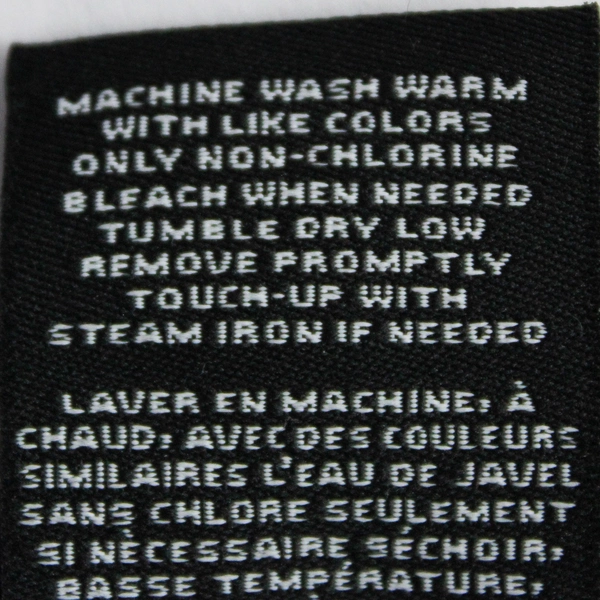 MACHINE WASH WARM
WITH LIKE COLORS
ONLY NON-CHLORINE
BLEACH WHEN NEEDED
TUMBLE DRY LOW
REMOVE PROMPTLY
TOUCH-UP WITH
STEAM IRON IF NEEDED
LAVER EN MACHINE, À
CHAUD, AVEC DES COULEURS
SIMILAIRES L'EAU DE JAVEL
SANS CHLORE SEULEMENT
SI NÈCESSAIRE SÉCHOIR,
BASSE TEMPÉRATURE,